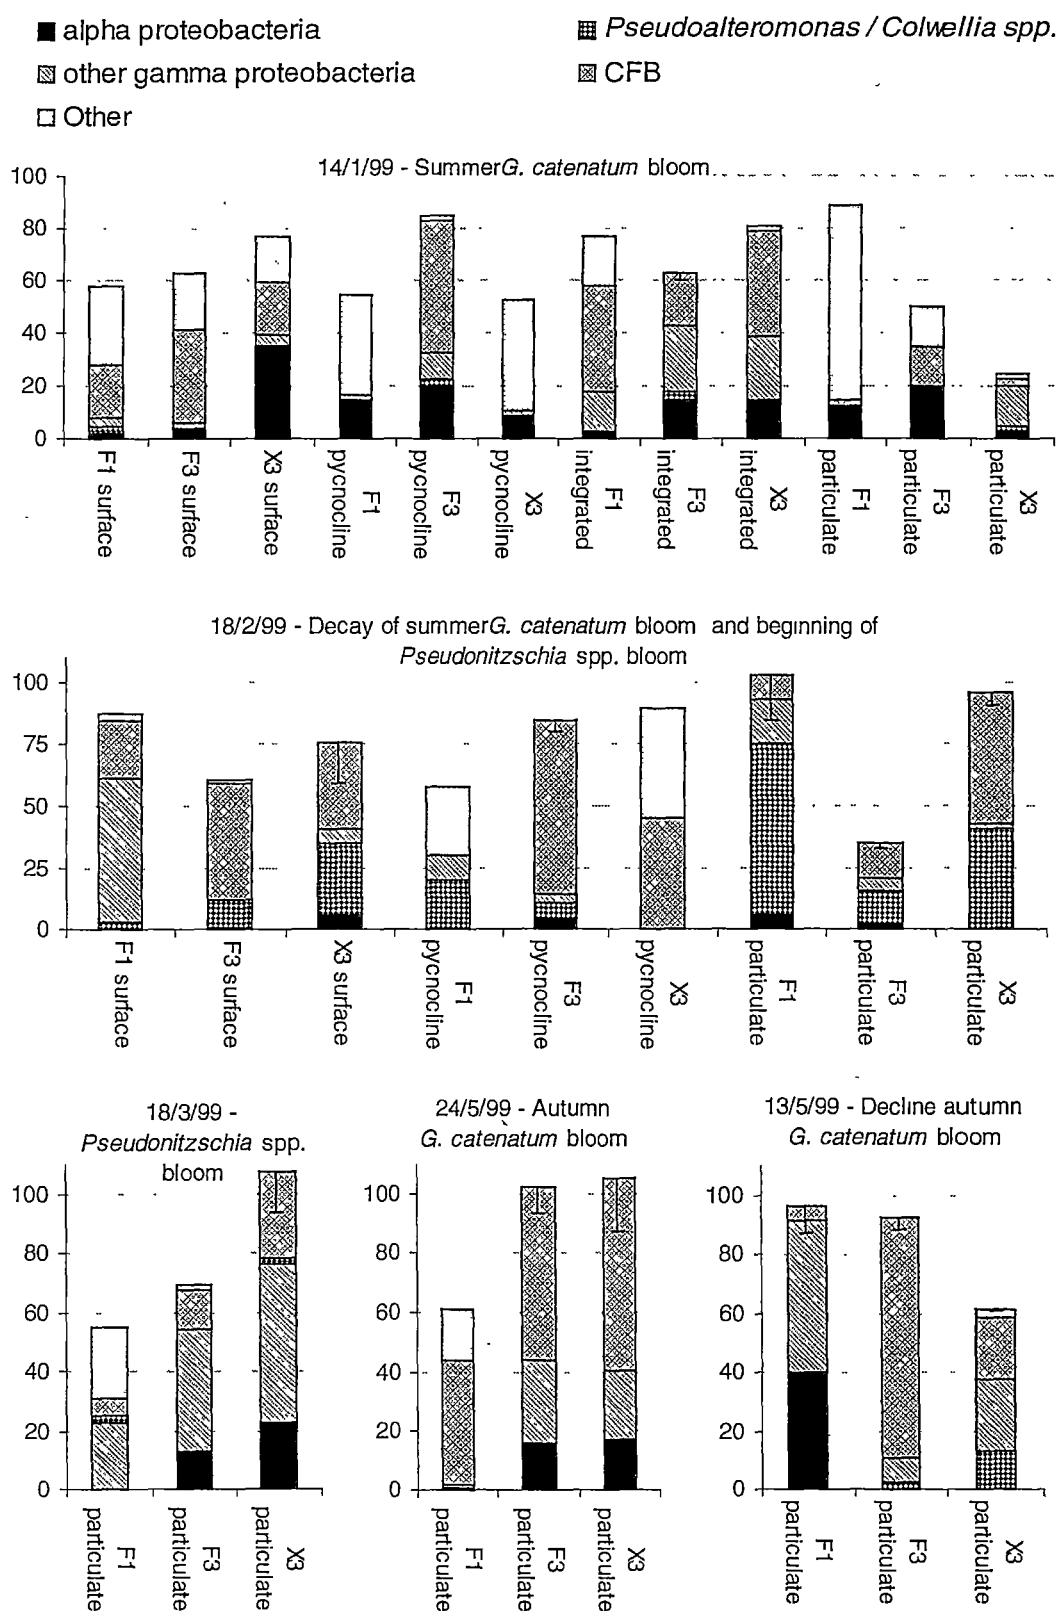 alpha proteobacteria
Pseudoalteromonas / Colwellia spp.
other gamma proteobacteria
CFB
Other
14/1/99 - SummerG. catenatum bloom
100
80
60
40
20
0
F1 surface
F3 surface
X3 surface
F1
pycnocline
F3
pycnocline
X3
pycnocline
F1
integrated
F3
integrated
X3
integrated
F1
particulate
F3
particulate
X3
particulate
18/2/99 - Decay of summerG. catenatum bloom and beginning of
Pseudonitzschia spp. bloom
100
75
50
25
0
F1 surface
F3 surface
X3 surface
F1
pycnocline
F3
pycnocline
X3
pycnocline
F1
particulate
F3
particulate
X3
particulate
18/3/99 -
Pseudonitzschia spp.
bloom
100
80
60
40
20
0
F1
particulate
F3
particulate
X3
particulate
24/5/99 - Autumn
G. catenatum bloom
100
80
60
40
20
0
F1
particulate
F3
particulate
X3
particulate
13/5/99 - Decline autumn
G. catenatum bloom
100
80
60
40
20
0
F1
particulate
F3
particulate
X3
particulate